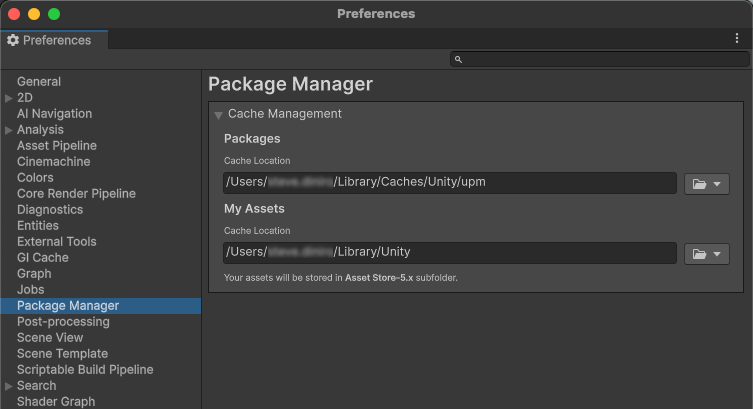 Preferences
Preferences
General
2D
AI Navigation
Analysis
Asset Pipeline
Cinemachine
Colors
Core Render Pipeline
Diagnostics
Entities
External Tools
GI Cache
Graph
Jobs
Package Manager
Post-processing
Scene View
Scene Template
Scriptable Build Pipeline
Search
Shader Graph
Package Manager
Cache Management
Packages
Cache Location
/Users/ /Library/Caches/Unity/upm
My Assets
Cache Location
/Users/ /Library/Unity
Your assets will be stored in Asset Store-5.x subfolder.